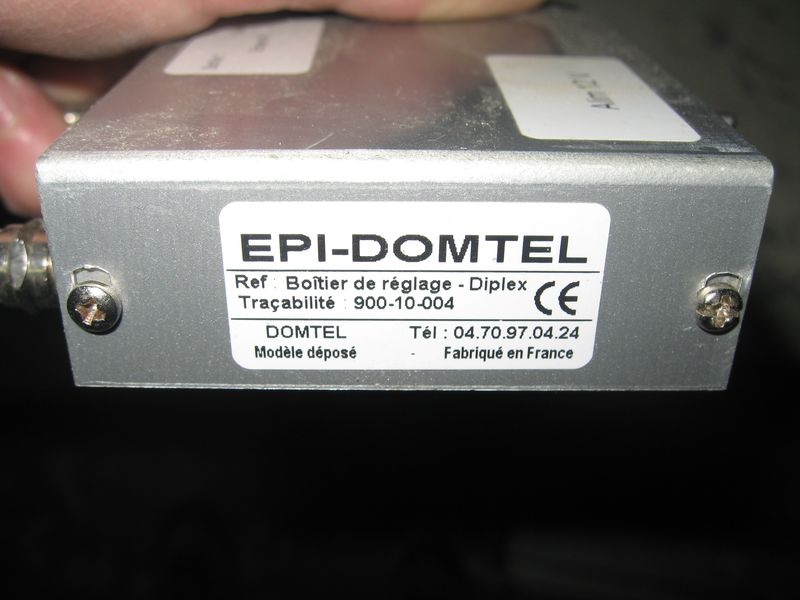 EPI-DOMTEL
Ref : Boîtier de réglage - Diplex
Traçabilité : 900-10-004
CE
DOMTEL Tél : 04.70.97.04.24
Modèle déposé - Fabriqué en France